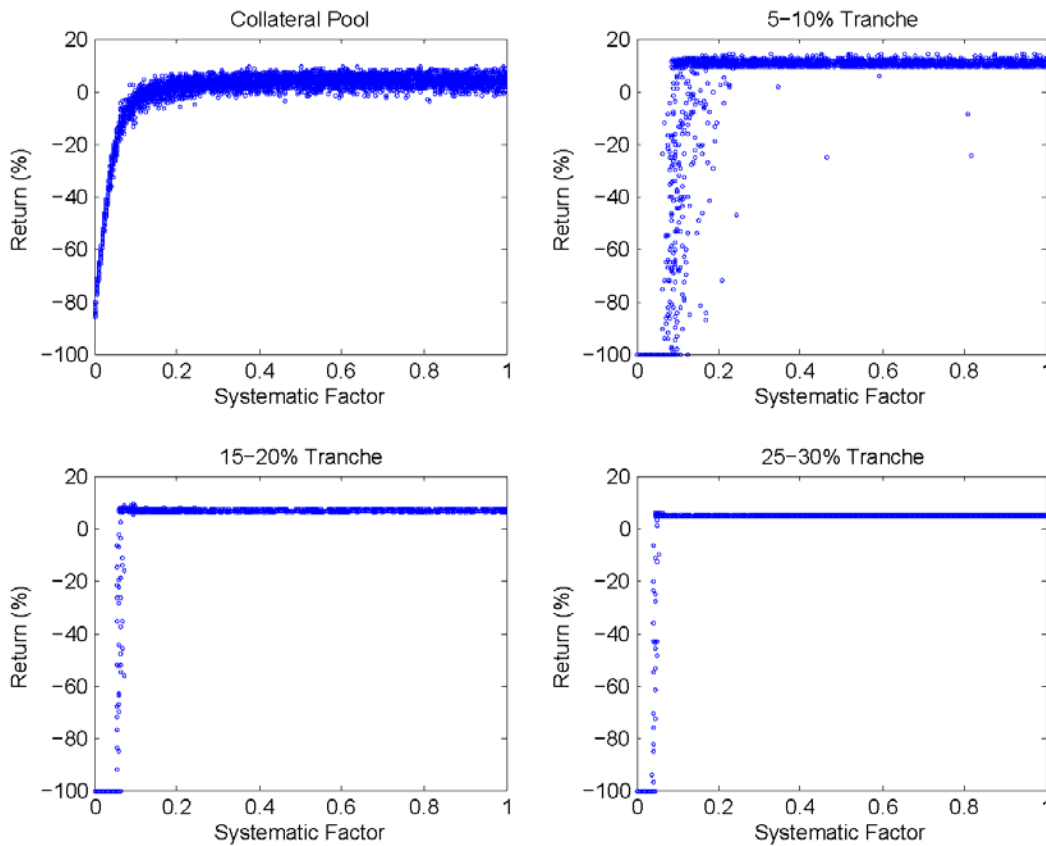 Collateral Pool
20
0
−20
−40
−60
−80
−100
Return (%)
0 0.2 0.4 0.6 0.8 1
Systematic Factor
5−10% Tranche
20
0
−20
−40
−60
−80
−100
Return (%)
0 0.2 0.4 0.6 0.8 1
Systematic Factor
15−20% Tranche
20
0
−20
−40
−60
−80
−100
Return (%)
0 0.2 0.4 0.6 0.8 1
Systematic Factor
25−30% Tranche
20
0
−20
−40
−60
−80
−100
Return (%)
0 0.2 0.4 0.6 0.8 1
Systematic Factor